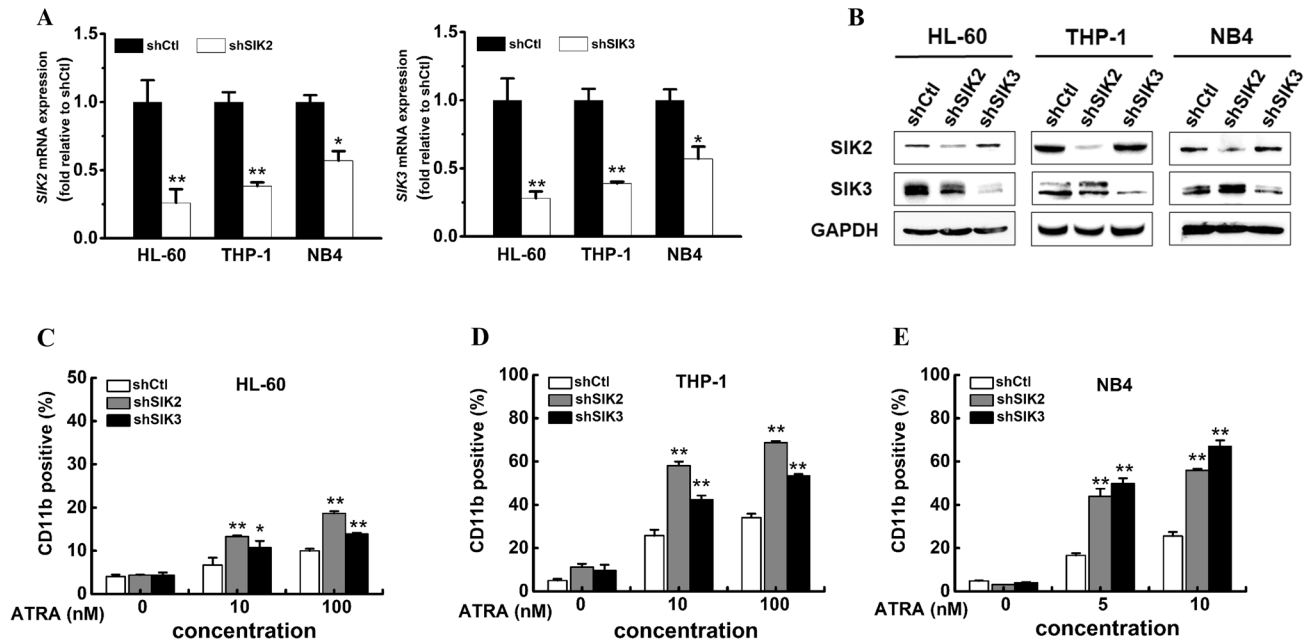 A
SIK2 mRNA expression
(fold relative to shCtl)
1.5
1.0
0.5
0.0
shCtl
shSIK2
**
**
*
HL-60
THP-1
NB4
SIK3 mRNA expression
(fold relative to shCtl)
1.5
1.0
0.5
0.0
shCtl
shSIK3
**
**
*
HL-60
THP-1
NB4
B
HL-60
THP-1
NB4
shCtl
shSIK2
shSIK3
shCtl
shSIK2
shSIK3
shCtl
shSIK2
shSIK3
SIK2
SIK3
GAPDH
C
HL-60
CD11b positive (%)
50
40
30
20
10
0
shCtl
shSIK2
shSIK3
**
*
**
**
ATRA (nM)
0
10
100
concentration
D
THP-1
CD11b positive (%)
100
80
60
40
20
0
shCtl
shSIK2
shSIK3
**
**
**
**
ATRA (nM)
0
10
100
concentration
E
NB4
CD11b positive (%)
100
80
60
40
20
0
shCtl
shSIK2
shSIK3
**
**
**
**
ATRA (nM)
0
5
10
concentration